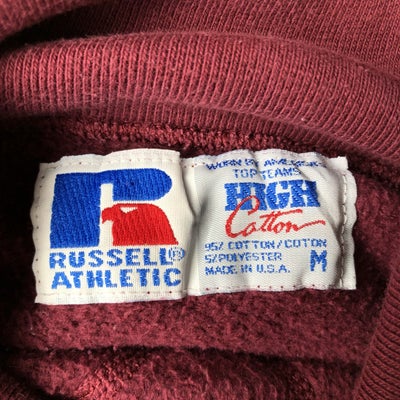 RUSSELL®
ATHLETIC
WORN BY AMERICA'S
TOP TEAMS
HIGH
Cotton
95% COTTON/COTON
5% POLYESTER
MADE IN U.S.A.
M